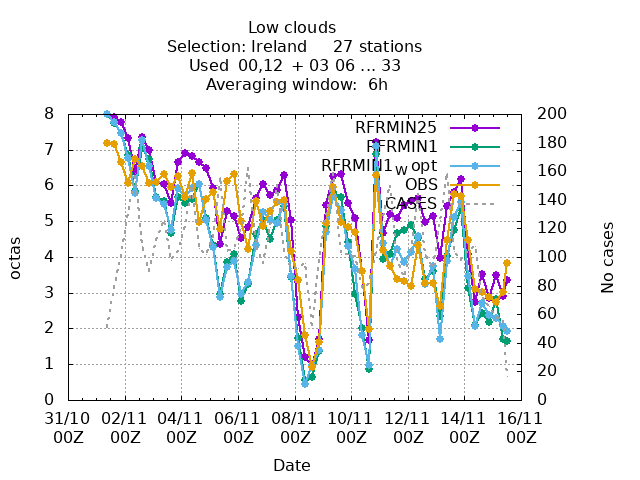 Low clouds
Selection: Ireland 27 stations
Used 00,12 + 03 06 ... 33
Averaging window: 6h
8 200
7 180
6 160
5 140
4 120
3 100
2 80
1 60
0 40
20
0
RFRMIN25
RFRMIN1
RFRMIN1w opt
OBS
CASES
octas
No cases
31/10 02/11 04/11 06/11 08/11 10/11 12/11 14/11 16/11
00Z 00Z 00Z 00Z 00Z 00Z 00Z 00Z 00Z
Date